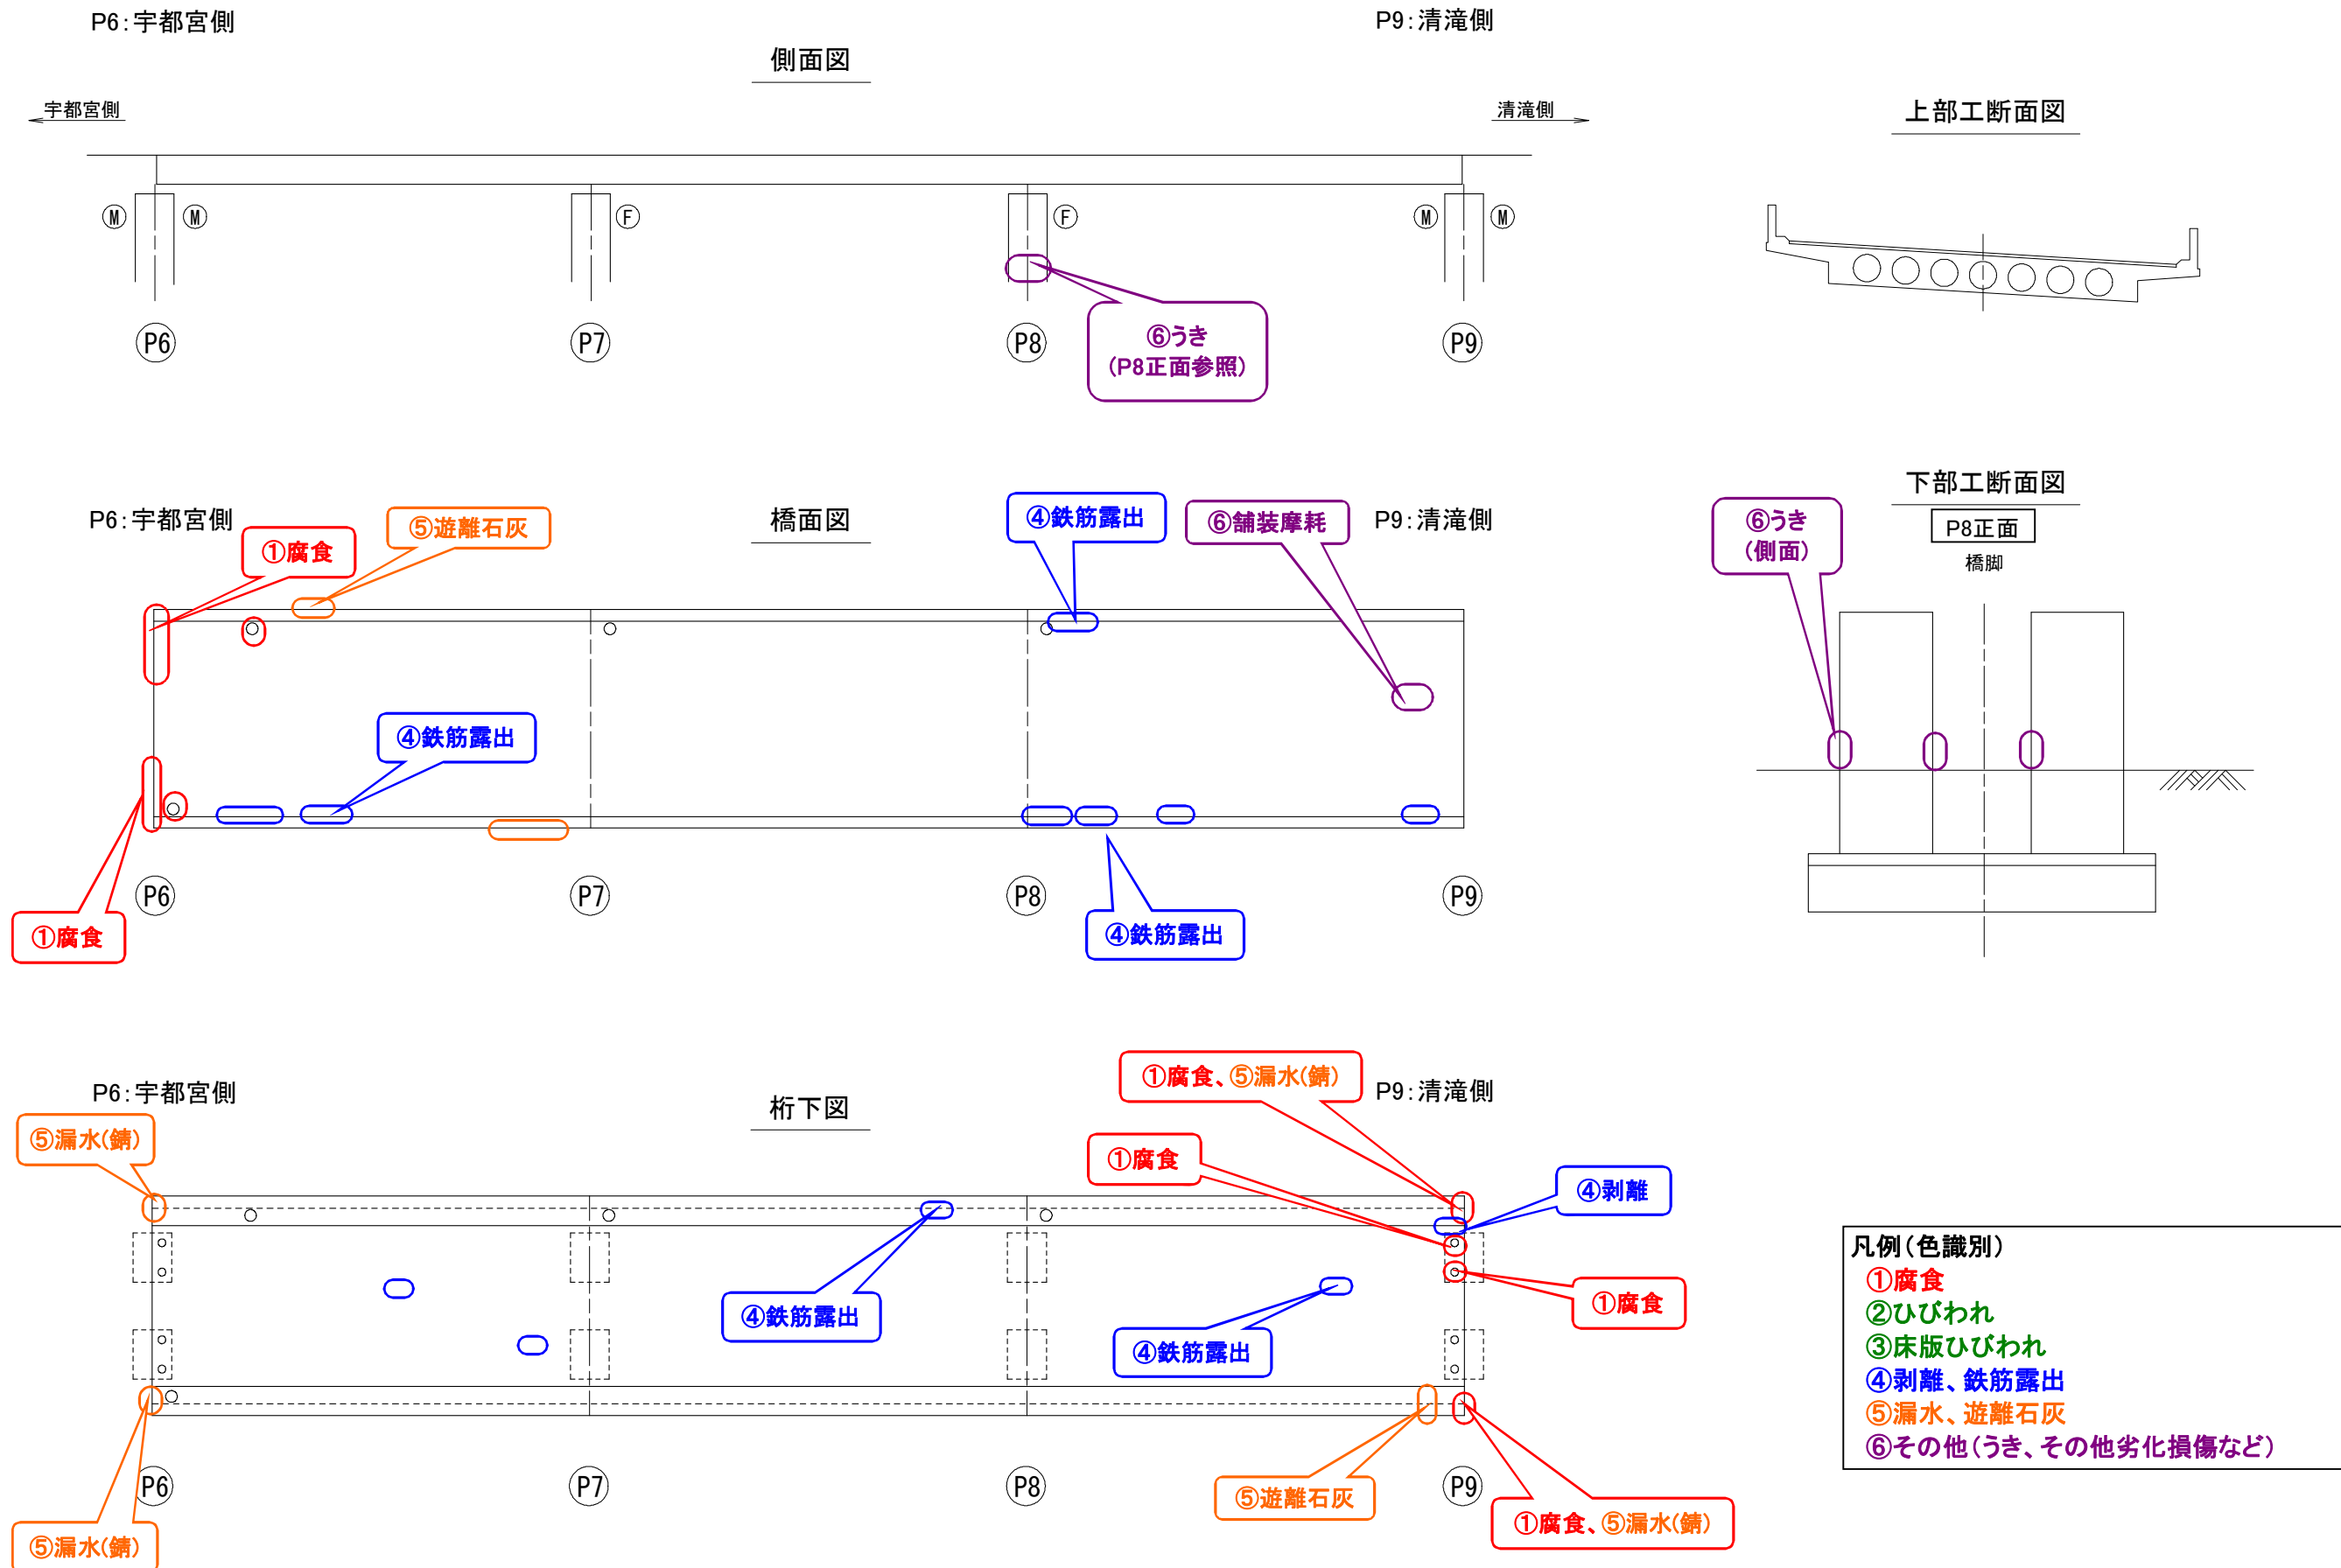 P6:宇都宮側
P9:清滝側
側面図
宇都宮側
清滝側
上部工断面図
M
M
F
F
M
M
⑥うき
(P8正面参照)
P6
P7
P8
P9
下部工断面図
P8正面
橋脚
⑥うき
(側面)
P6:宇都宮側
橋面図
P9:清滝側
①腐食
⑤遊離石灰
④鉄筋露出
⑥舗装摩耗
④鉄筋露出
P6
P7
P8
P9
①腐食
④鉄筋露出
P6:宇都宮側
桁下図
P9:清滝側
①腐食、⑤漏水(錆)
⑤漏水(錆)
①腐食
④剥離
④鉄筋露出
①腐食
④鉄筋露出
P6
P7
P8
P9
⑤遊離石灰
①腐食、⑤漏水(錆)
⑤漏水(錆)
凡例(色識別)
①腐食
②ひびわれ
③床版ひびわれ
④剥離、鉄筋露出
⑤漏水、遊離石灰
⑥その他(うき、その他劣化損傷など)